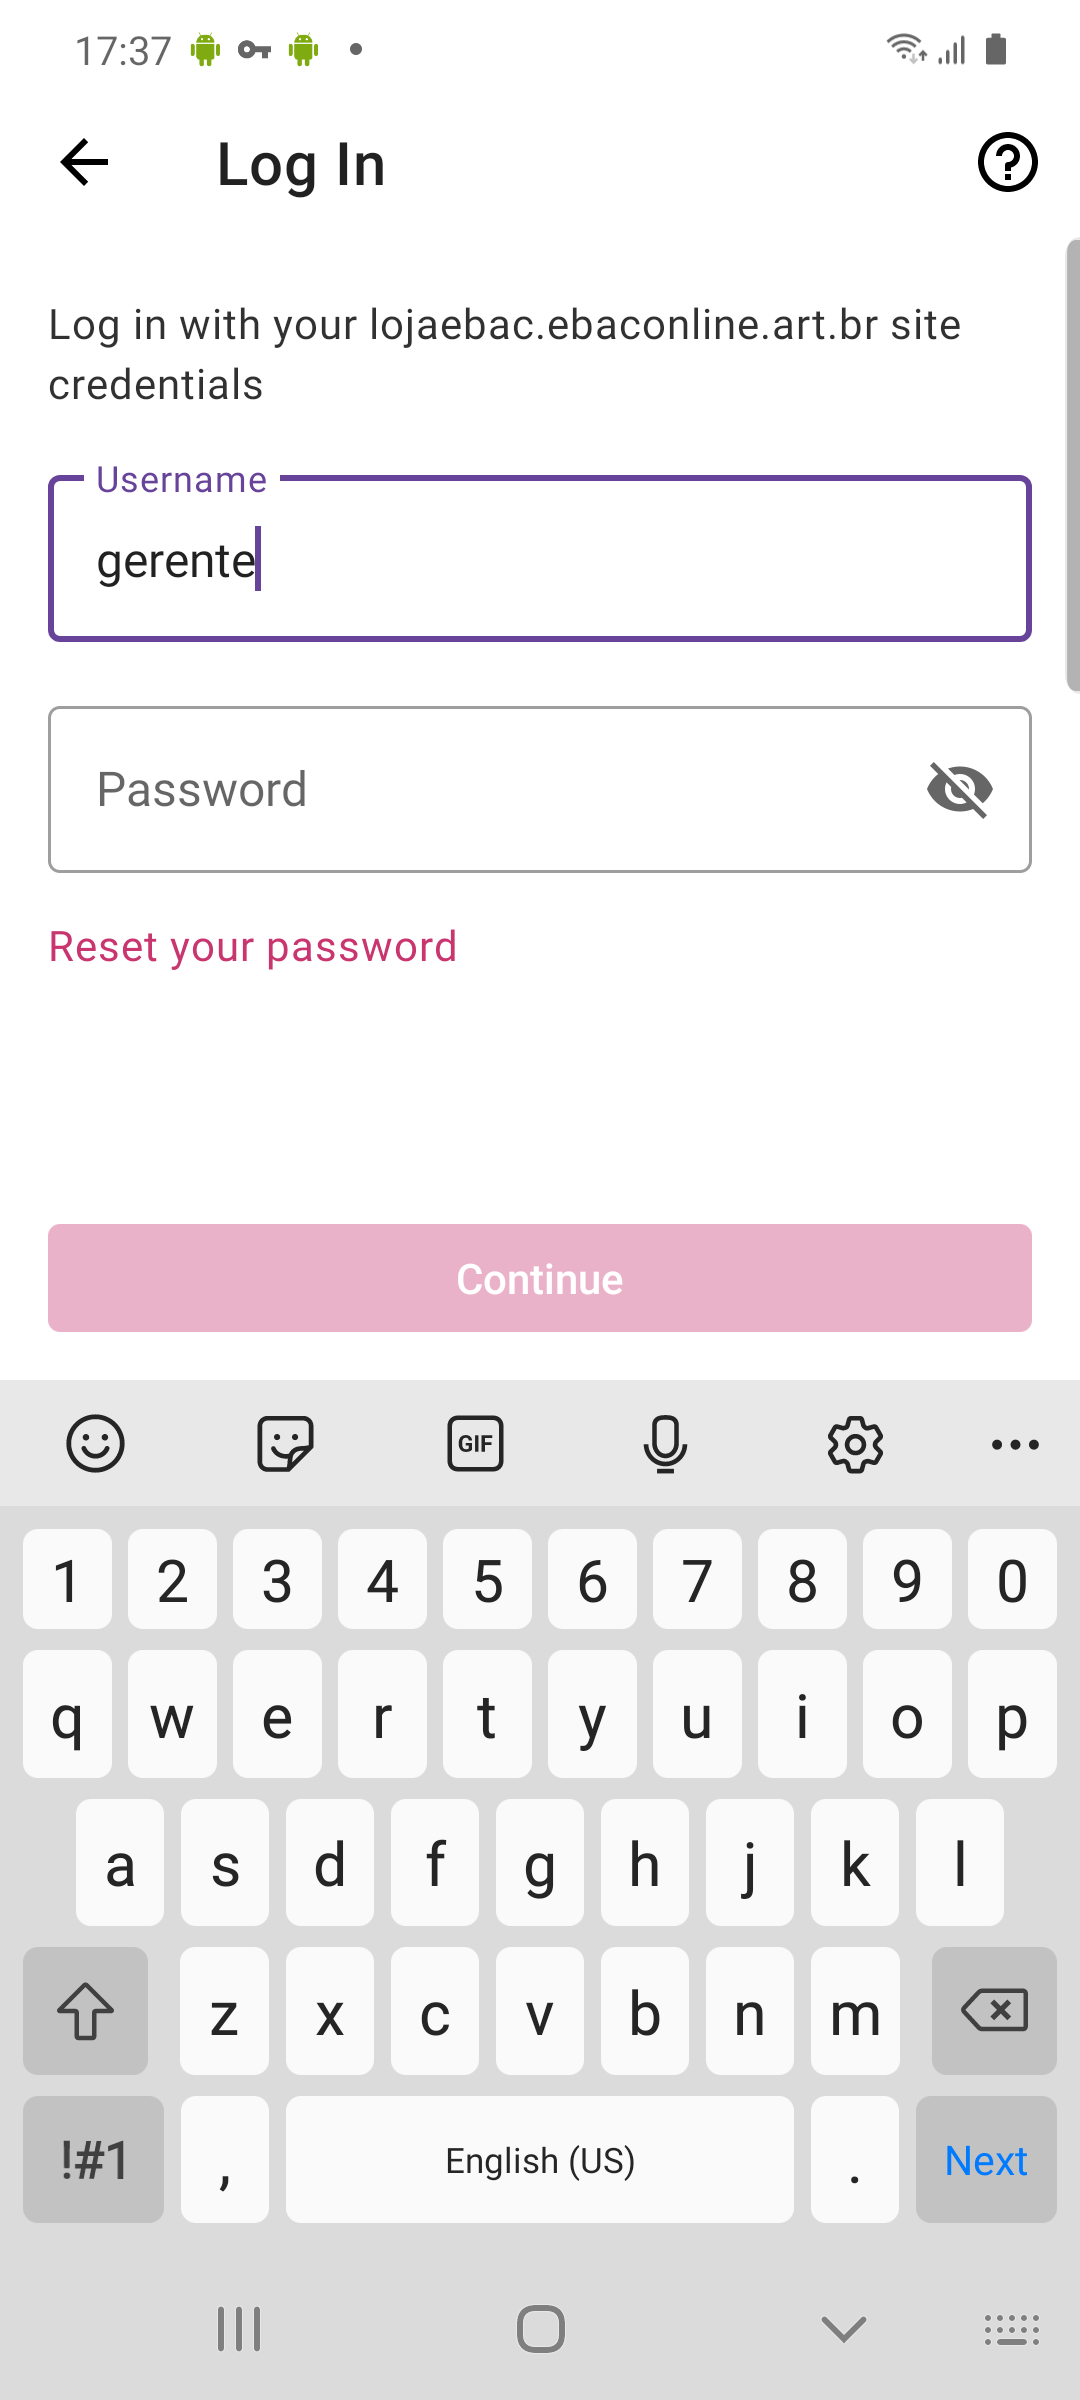 17:37
Log In
Log in with your lojaebac.ebaconline.art.br site
credentials
Username
gerente
Password
Reset your password
Continue
GIF
1 2 3 4 5 6 7 8 9 0
q w e r t y u i o p
a s d f g h j k l
z x c v b n m
!#1 , English (US) . Next